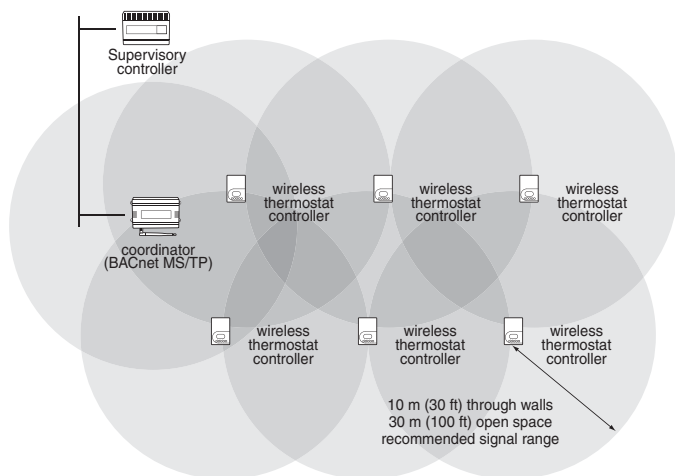 Supervisory
controller
wireless
thermostat
controller
wireless
thermostat
controller
wireless
thermostat
controller
coordinator
(BACnet MS/TP)
wireless
thermostat
controller
wireless
thermostat
controller
wireless
thermostat
controller
10 m (30 ft) through walls
30 m (100 ft) open space
recommended signal range